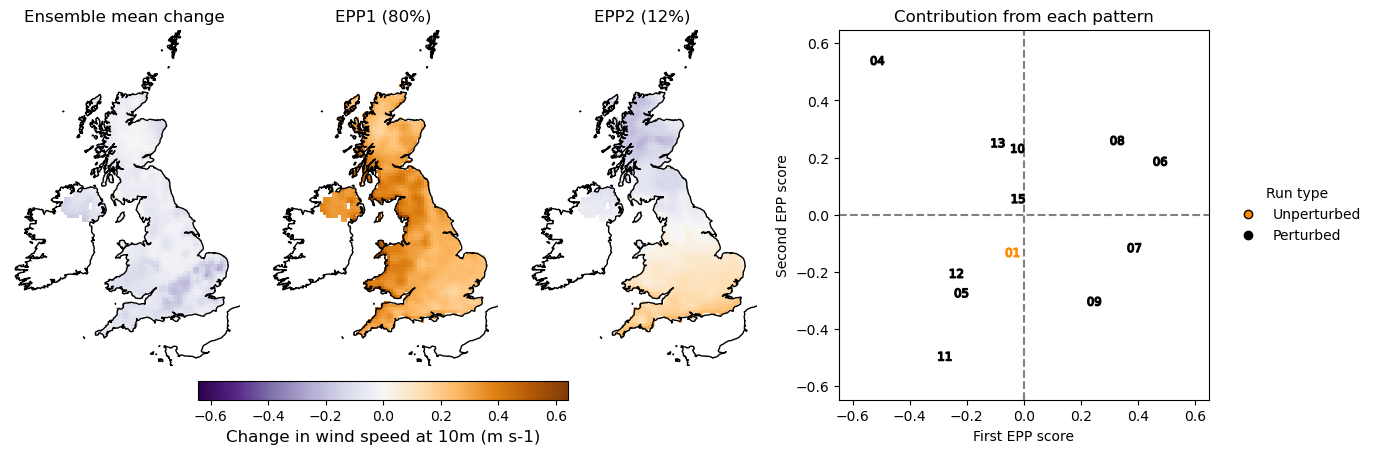 Ensemble mean change
EPP1 (80%)
EPP2 (12%)
−0.6 −0.4 −0.2 0.0 0.2 0.4 0.6
Change in wind speed at 10m (m s-1)
Contribution from each pattern
Second EPP score
0.6
0.4
0.2
0.0
−0.2
−0.4
−0.6
04
13
10
08
06
15
01
07
12
05
09
11
−0.6 −0.4 −0.2 0.0 0.2 0.4 0.6
First EPP score
Run type
Unperturbed
Perturbed